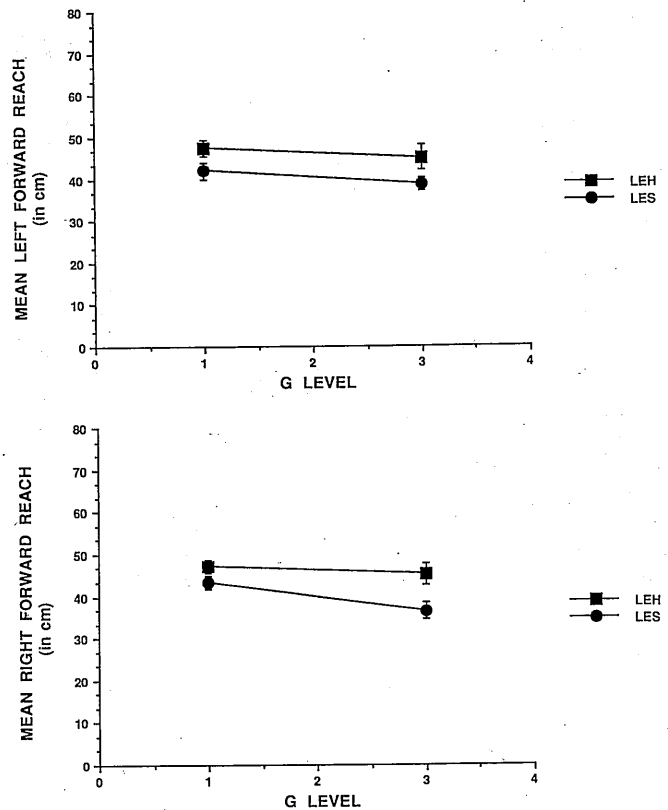 80
70
60
50
40
30
20
10
0
MEAN LEFT FORWARD REACH
(in cm)
0 1 2 3 4
G LEVEL
LEH
LES
80
70
60
50
40
30
20
10
0
MEAN RIGHT FORWARD REACH
(in cm)
0 1 2 3 4
G LEVEL
LEH
LES